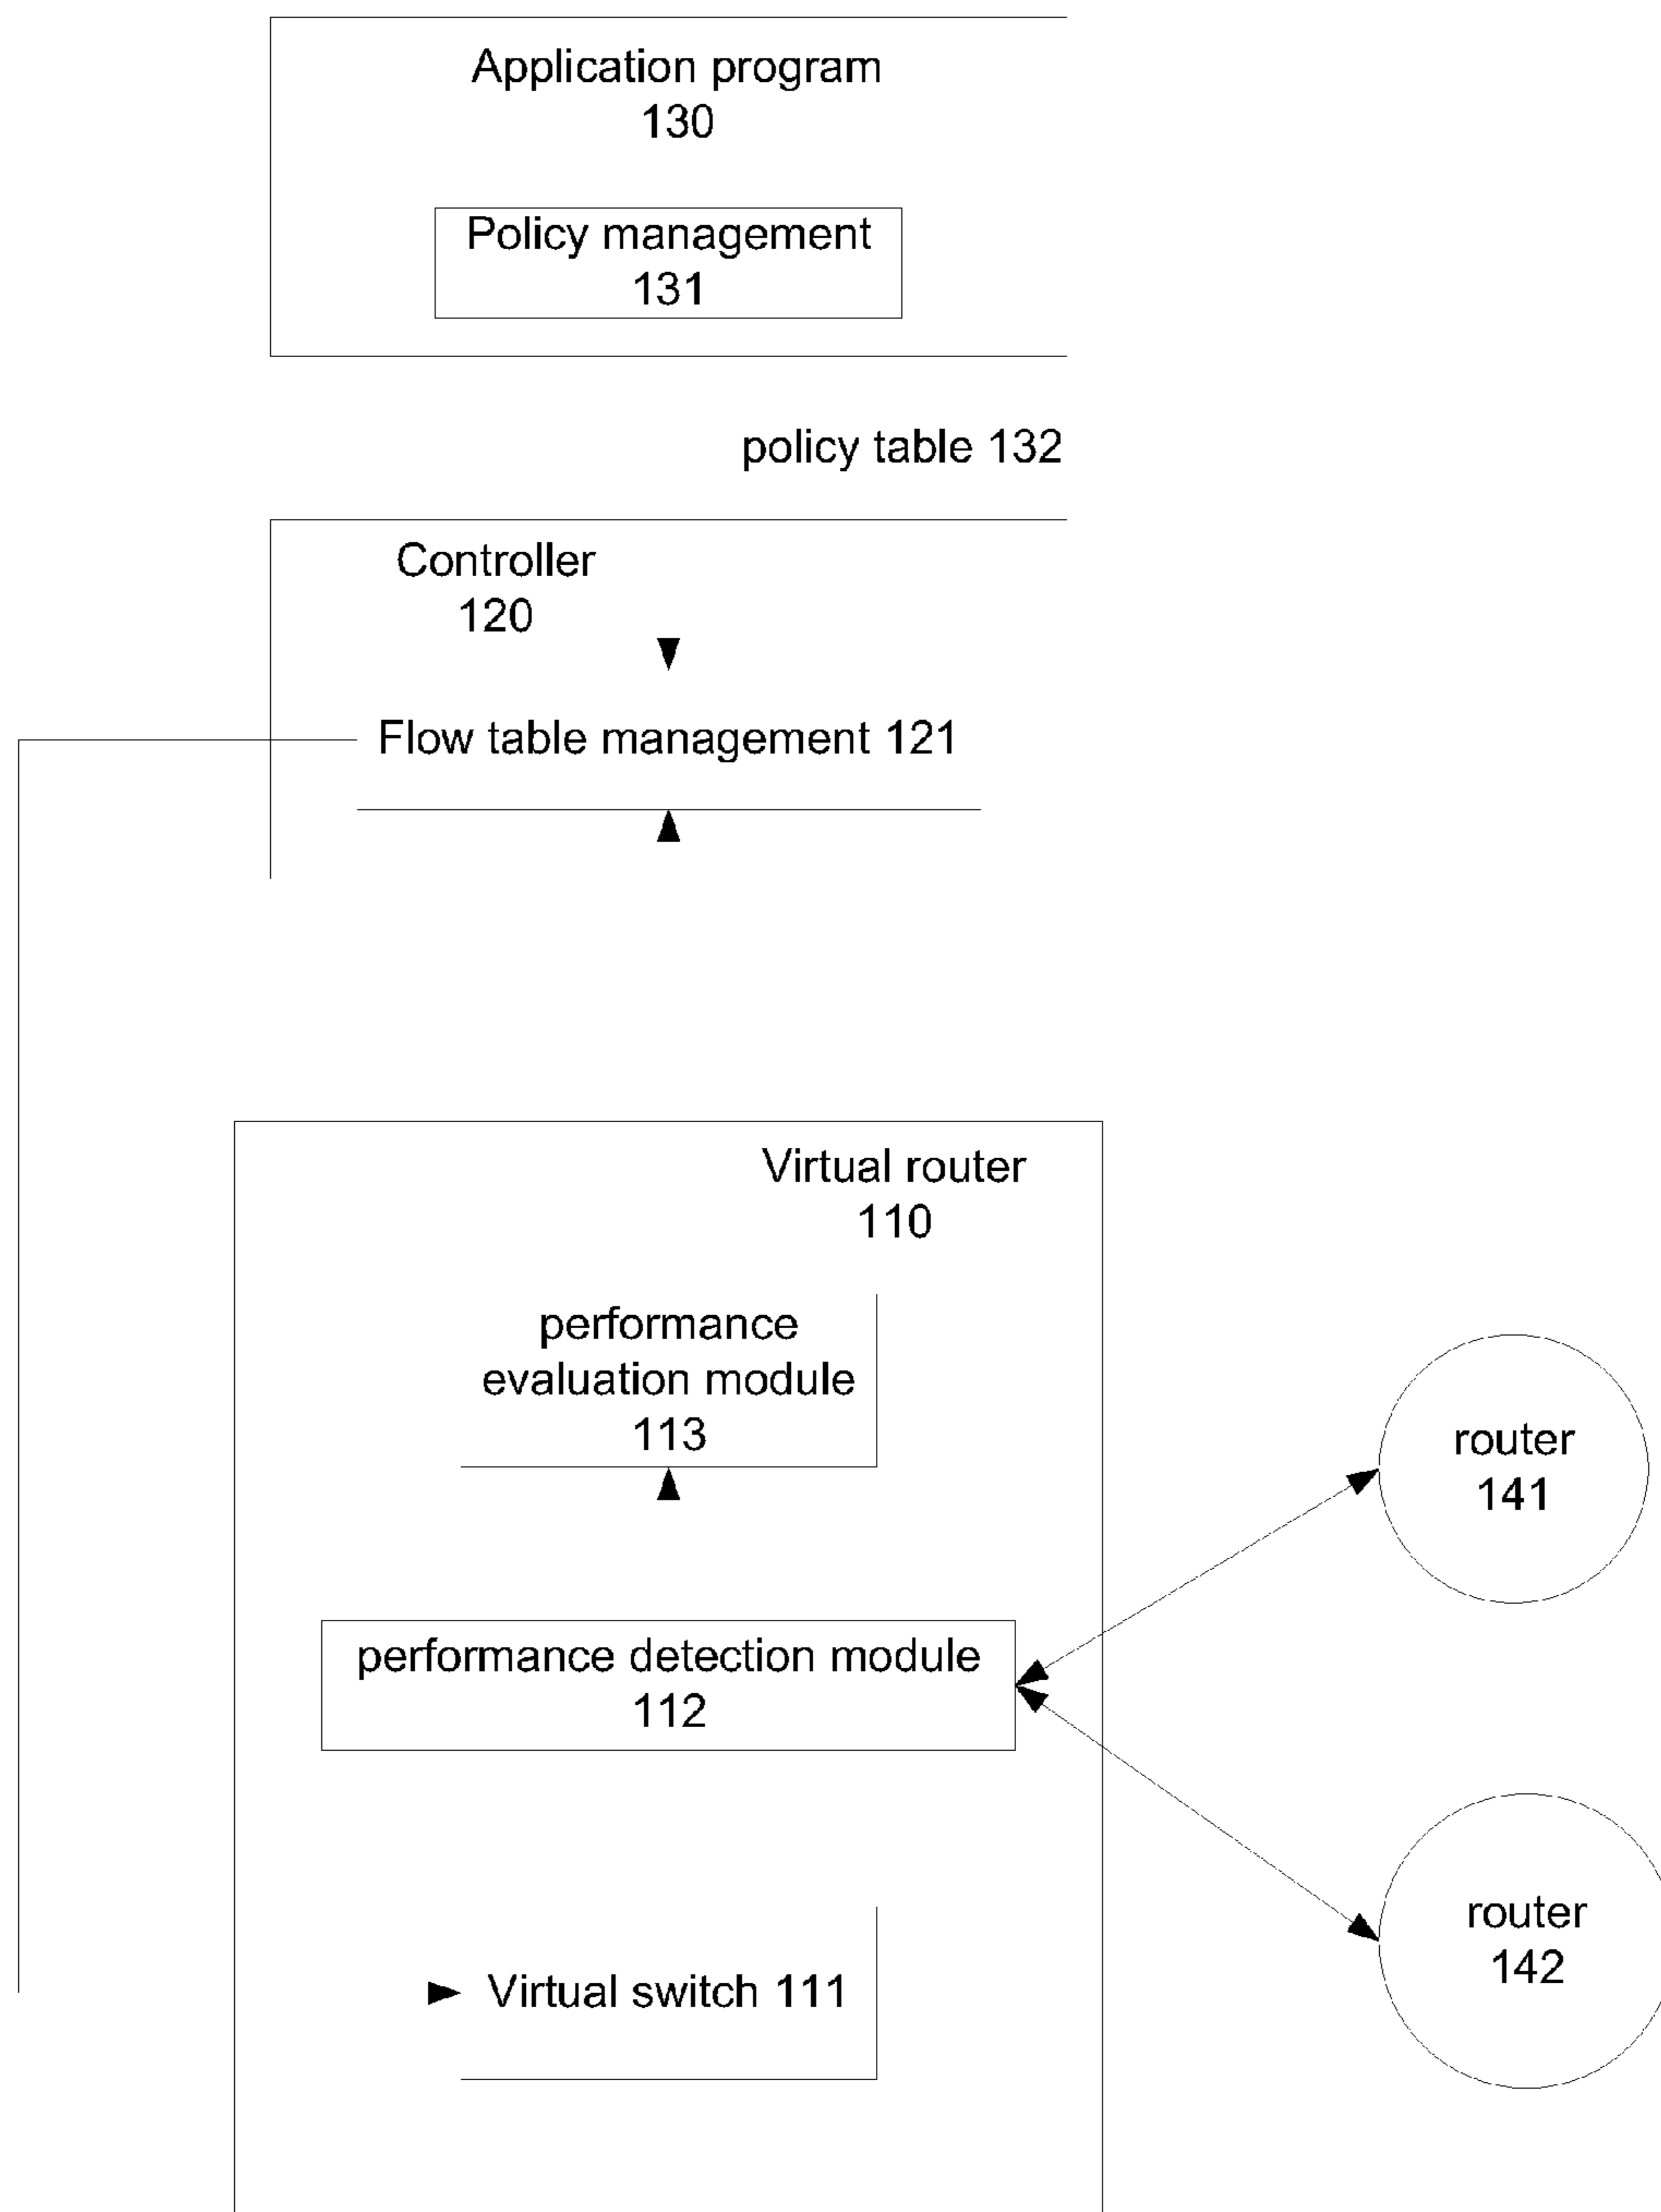 Application program
130
Policy management
131
policy table 132
Controller
120
Flow table management 121
Virtual router
110
performance
evaluation module
113
router
141
performance detection module
112
router
142
Virtual switch 111